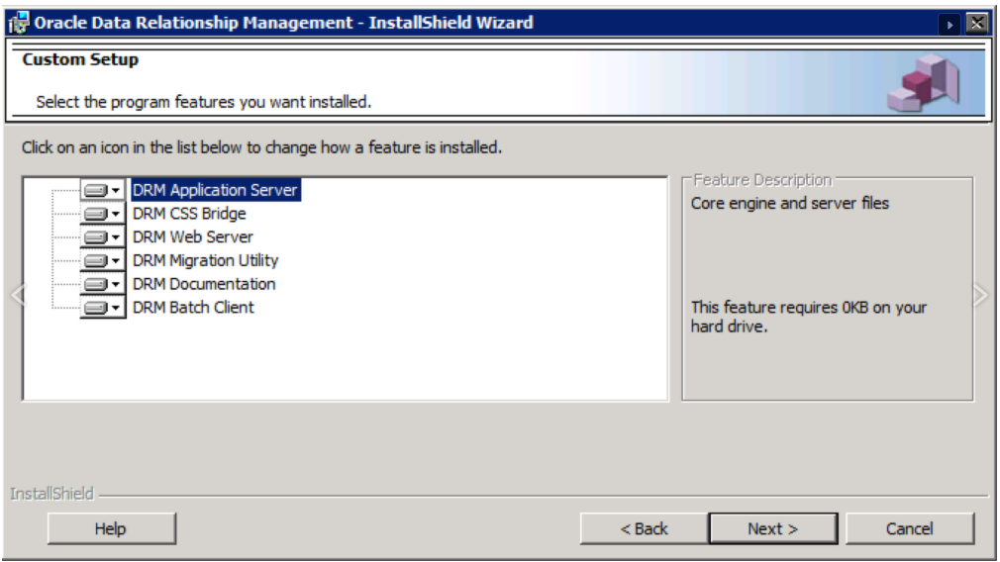 Oracle Data Relationship Management - InstallShield Wizard
Custom Setup
Select the program features you want installed.
Click on an icon in the list below to change how a feature is installed.
DRM Application Server
DRM CSS Bridge
DRM Web Server
DRM Migration Utility
DRM Documentation
DRM Batch Client
Feature Description
Core engine and server files
This feature requires 0KB on your
hard drive.
InstallShield
Help
< Back
Next >
Cancel